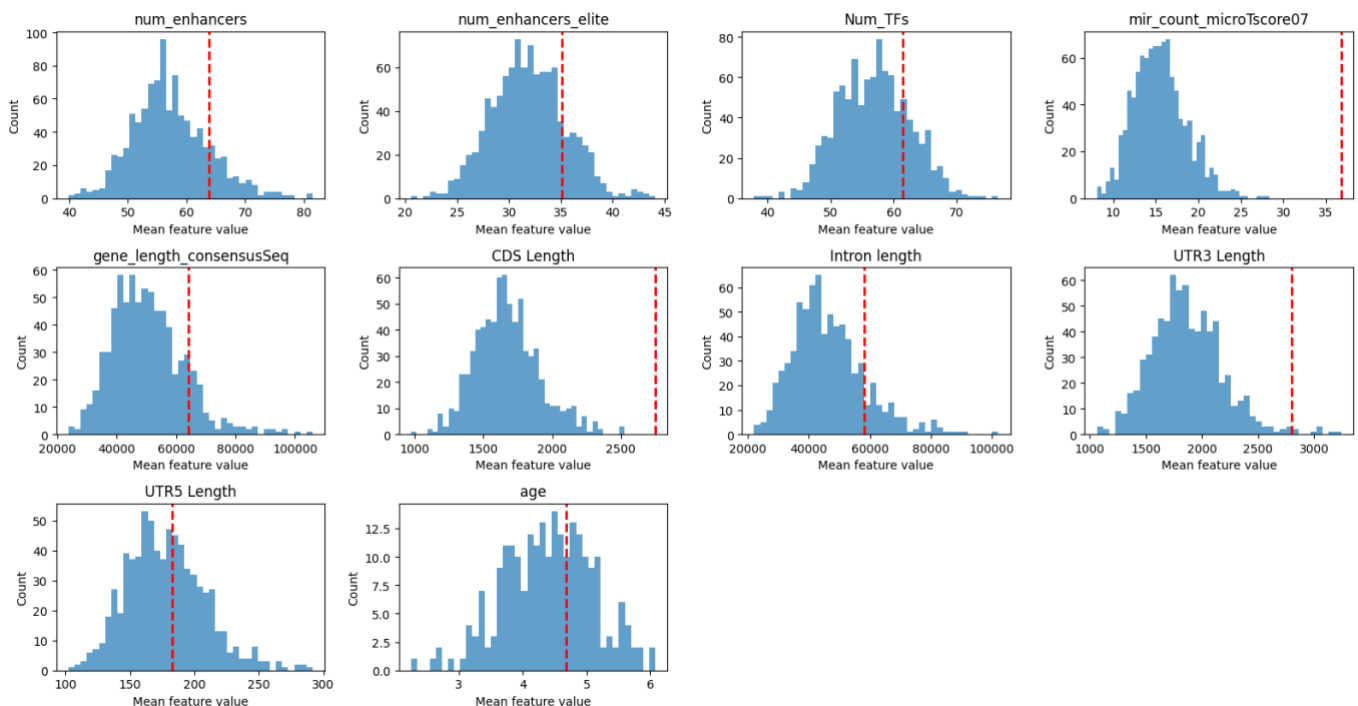 num_enhancers
Count
100
80
60
40
20
0
40 50 60 70 80
Mean feature value
num_enhancers_elite
Count
60
40
20
0
20 25 30 35 40 45
Mean feature value
Num_TFs
Count
80
60
40
20
0
40 50 60 70
Mean feature value
mir_count_microTscore07
Count
60
40
20
0
10 15 20 25 30 35
Mean feature value
gene_length_consensusSeq
Count
60
50
40
30
20
10
0
20000 40000 60000 80000 100000
Mean feature value
CDS Length
Count
60
50
40
30
20
10
0
1000 1500 2000 2500
Mean feature value
Intron length
Count
60
50
40
30
20
10
0
20000 40000 60000 80000 100000
Mean feature value
UTR3 Length
Count
60
50
40
30
20
10
0
1000 1500 2000 2500 3000
Mean feature value
UTR5 Length
Count
50
40
30
20
10
0
100 150 200 250 300
Mean feature value
age
Count
12.5
10.0
7.5
5.0
2.5
0.0
3 4 5 6
Mean feature value